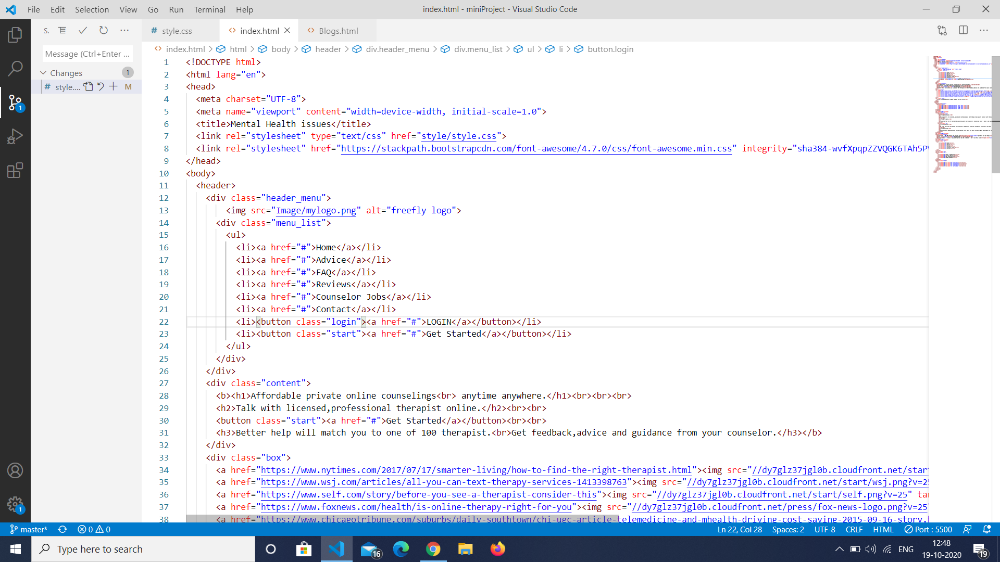 File Edit Selection View Go Run Terminal Help
index.html - miniProject - Visual Studio Code
S.
style.css
index.html
Blogs.html
Message (Ctrl+Enter ...
index.html > html > body > header > div.header_menu > div.menu_list > ul > li > button.login
Changes 1
style.... M
1 <!DOCTYPE html>
2 <html lang="en">
3 <head>
4 <meta charset="UTF-8">
5 <meta name="viewport" content="width=device-width, initial-scale=1.0">
6 <title>Mental Health issues</title>
7 <link rel="stylesheet" type="text/css" href="style/style.css">
8 <link rel="stylesheet" href="https://stackpath.bootstrapcdn.com/font-awesome/4.7.0/css/font-awesome.min.css" integrity="sha384-wvfXpqpZZVQGK6TAh5PV
9 </head>
10 <body>
11 <header>
12 <div class="header_menu">
13 <img src="Image/mylogo.png" alt="freefly logo">
14 <div class="menu_list">
15 <ul>
16 <li><a href="#">Home</a></li>
17 <li><a href="#">Advice</a></li>
18 <li><a href="#">FAQ</a></li>
19 <li><a href="#">Reviews</a></li>
20 <li><a href="#">Counselor Jobs</a></li>
21 <li><a href="#">Contact</a></li>
22 <li><button class="login"><a href="#">LOGIN</a></button></li>
23 <li><button class="start"><a href="#">Get Started</a></button></li>
24 </ul>
25 </div>
26 </div>
27 <div class="content">
28 <b><h1>Affordable private online counselings<br> anytime anywhere.</h1><br><br><br>
29 <h2>Talk with licensed,professional therapist online.</h2><br><br>
30 <button class="start"><a href="#">Get Started</a></button><br><br>
31 <h3>Better help will match you to one of 100 therapist.<br>Get feedback,advice and guidance from your counselor.</h3></b>
32 </div>
33 <div class="box">
34 <a href="https://www.nytimes.com/2017/07/17/smarter-living/how-to-find-the-right-therapist.html"><img src="//dy7glz37jgl0b.cloudfront.net/start
35 <a href="https://www.wsj.com/articles/all-you-can-text-therapy-services-1413398763"><img src="//dy7glz37jgl0b.cloudfront.net/start/wsj.png?v=25
36 <a href="https://www.self.com/story/before-you-see-a-therapist-consider-this"><img src="//dy7glz37jgl0b.cloudfront.net/start/self.png?v=25" tar
37 <a href="https://www.foxnews.com/health/is-online-therapy-right-for-you"><img src="//dy7glz37jgl0b.cloudfront.net/press/fox-news-logo.png?v=25"
38 <a href="https://www.chicagotribune.com/suburbs/daily-southtown/chi-ugc-article-telemedicine-and-mhealth-driving-cost-saving-2015-09-16-story.h
1
1
master* 0 0
Ln 22, Col 28 Spaces: 2 UTF-8 CRLF HTML Port : 5500
Type here to search
16
ENG
12:48
19-10-2020
19